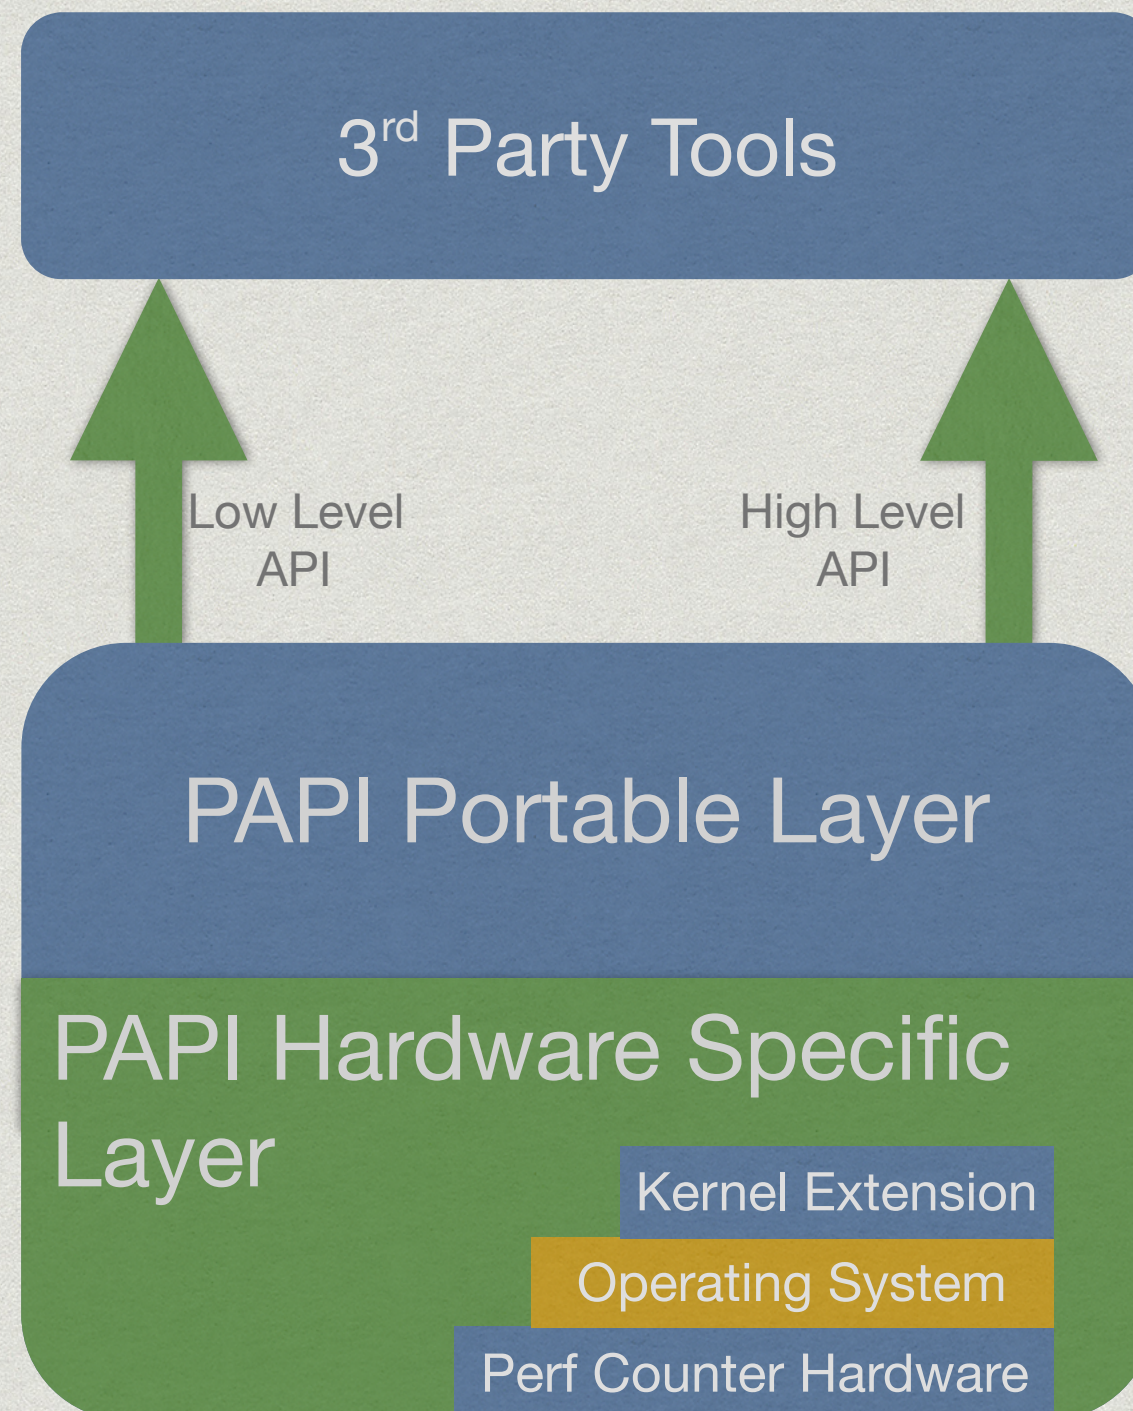 3rd Party Tools
Low Level
API
High Level
API
PAPI Portable Layer
PAPI Hardware Specific
Layer
Kernel Extension
Operating System
Perf Counter Hardware